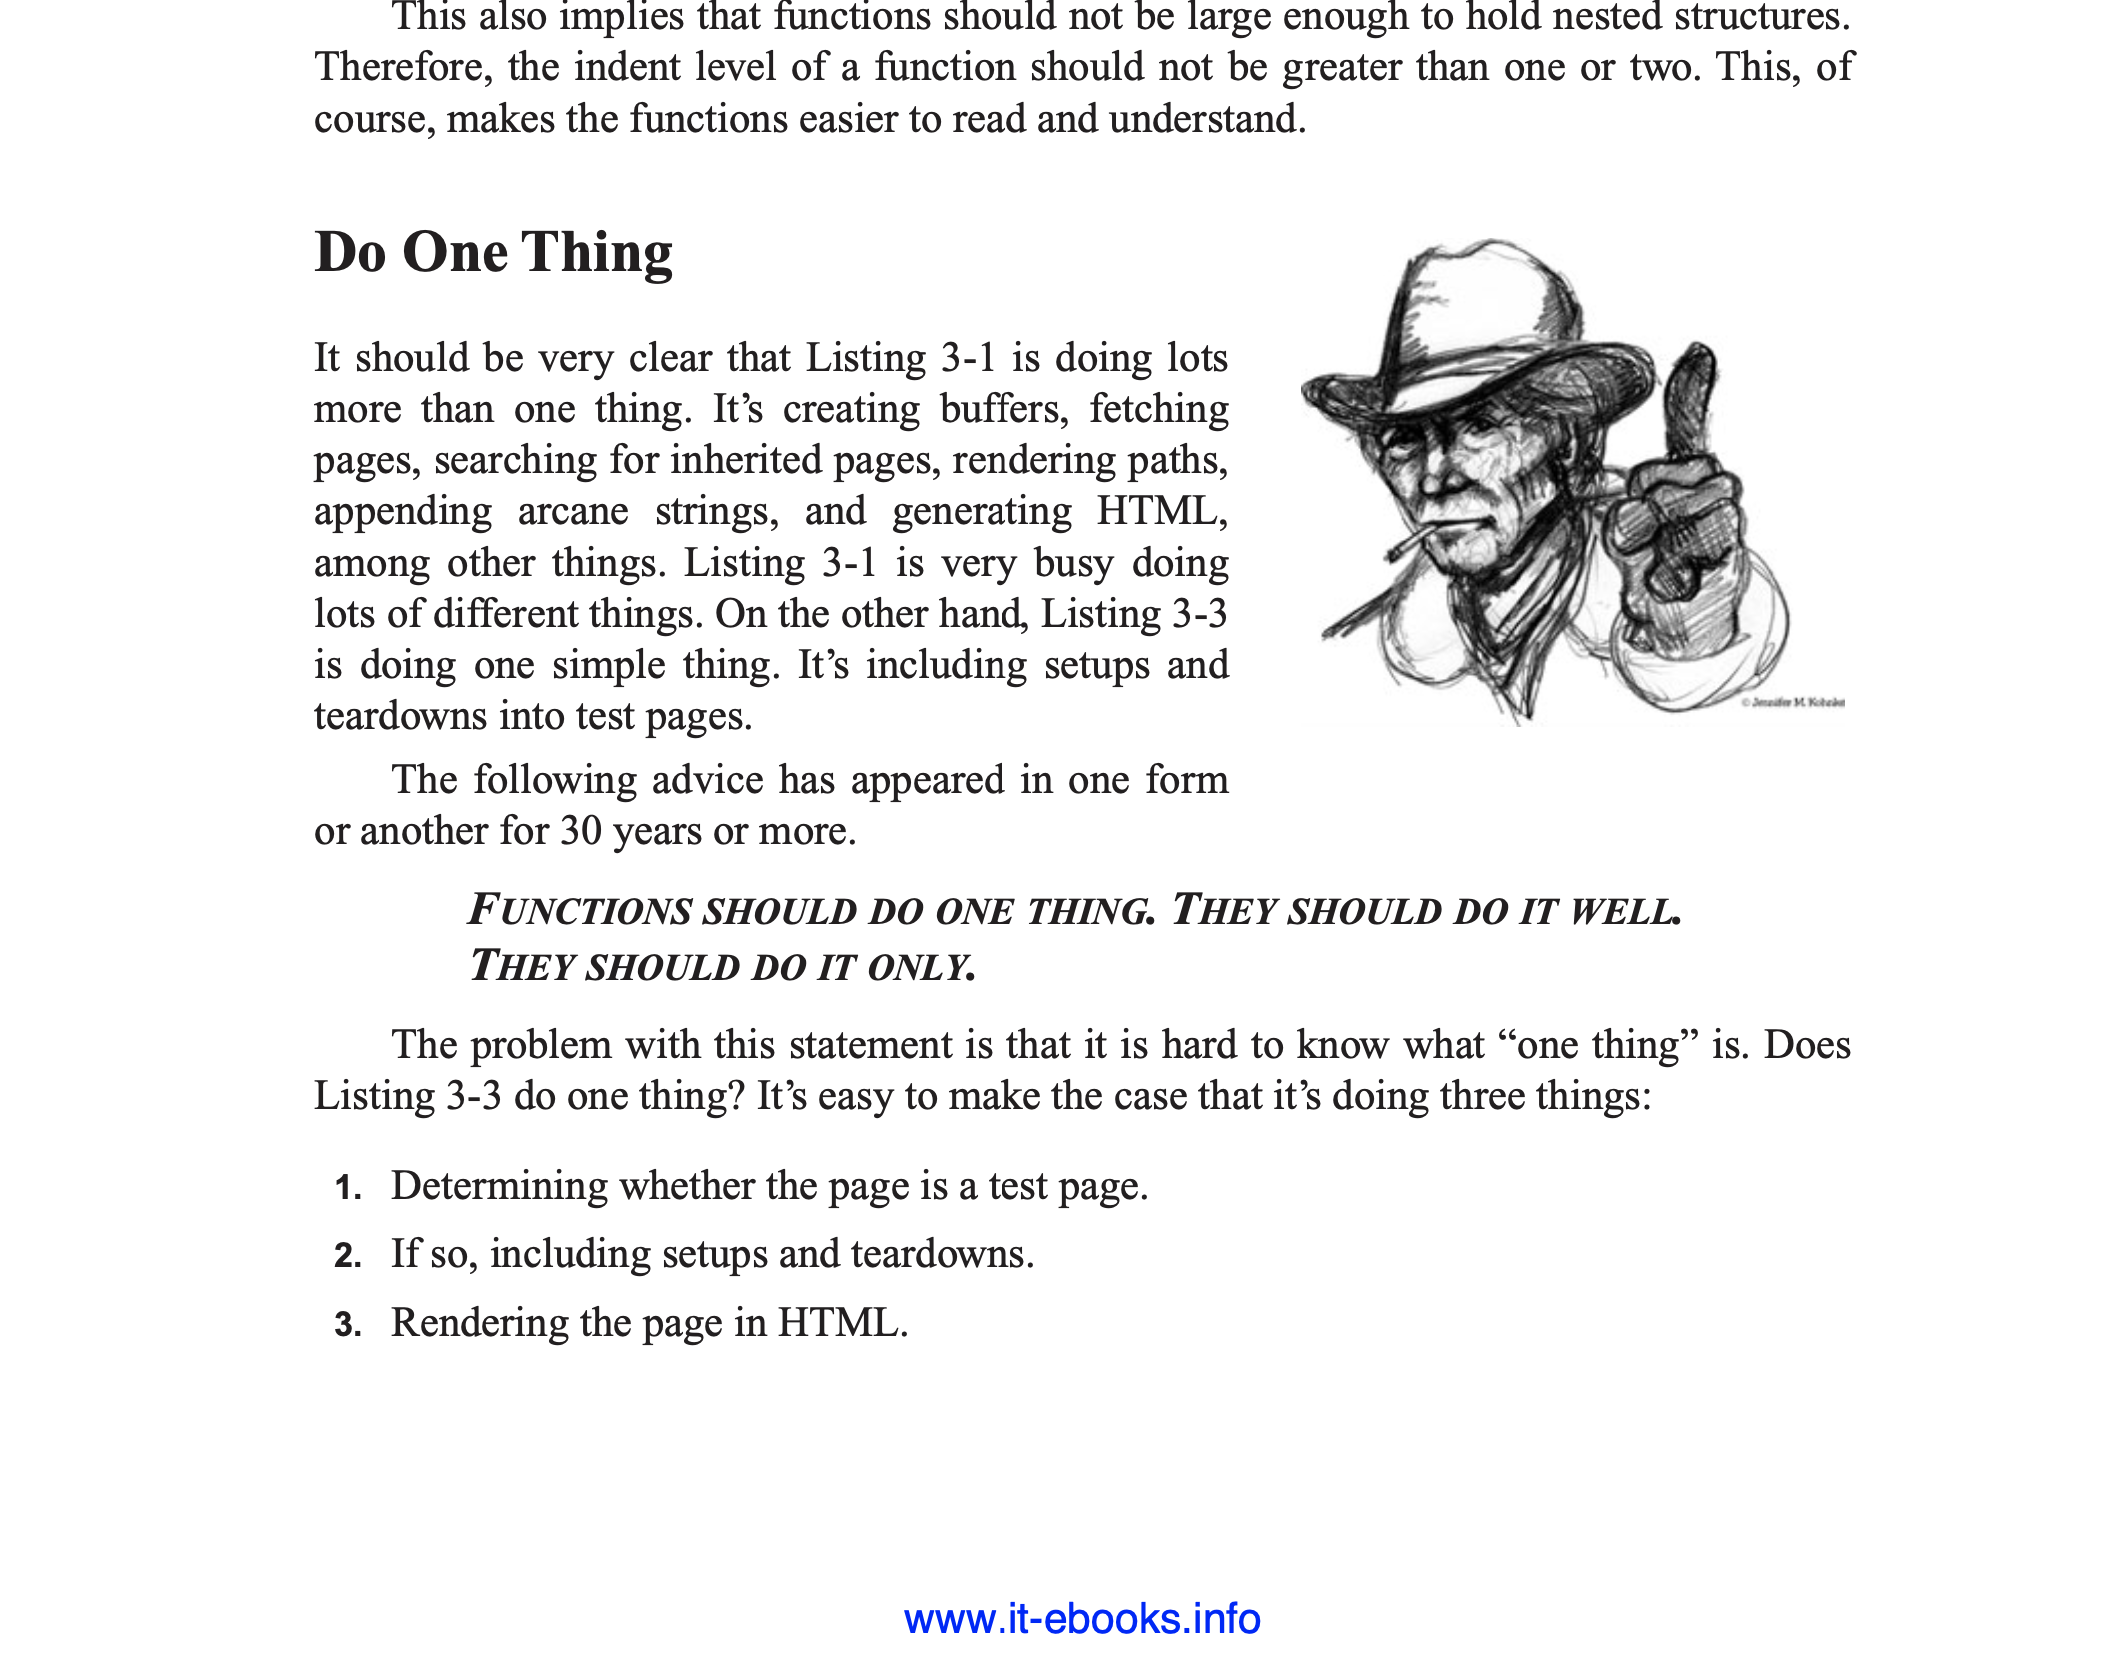 This also implies that functions should not be large enough to hold nested structures.
Therefore, the indent level of a function should not be greater than one or two. This, of
course, makes the functions easier to read and understand.
Do One Thing
It should be very clear that Listing 3-1 is doing lots
more than one thing. It’s creating buffers, fetching
pages, searching for inherited pages, rendering paths,
appending arcane strings, and generating HTML,
among other things. Listing 3-1 is very busy doing
lots of different things. On the other hand, Listing 3-3
is doing one simple thing. It’s including setups and
teardowns into test pages.
© Jennifer M. Kohnke
The following advice has appeared in one form
or another for 30 years or more.
FUNCTIONS SHOULD DO ONE THING. THEY SHOULD DO IT WELL.
THEY SHOULD DO IT ONLY.
The problem with this statement is that it is hard to know what “one thing” is. Does
Listing 3-3 do one thing? It’s easy to make the case that it’s doing three things:
1. Determining whether the page is a test page.
2. If so, including setups and teardowns.
3. Rendering the page in HTML.
www.it-ebooks.info